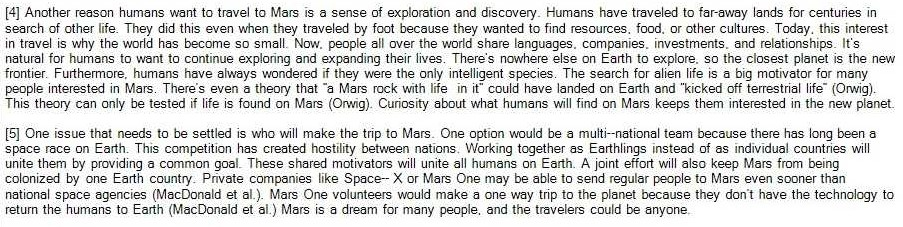 [4] Another reason humans want to travel to Mars is a sense of exploration and discovery. Humans have traveled to far-away lands for centuries in
search of other life. They did this even when they traveled by foot because they wanted to find resources, food, or other cultures. Today, this interest
in travel is why the world has become so small. Now, people all over the world share languages, companies, investments, and relationships. It's
natural for humans to want to continue exploring and expanding their lives. There's nowhere else on Earth to explore, so the closest planet is the new
frontier. Furthermore, humans have always wondered if they were the only intelligent species. The search for alien life is a big motivator for many
people interested in Mars. There's even a theory that "a Mars rock with life  in it" could have landed on Earth and "kicked off terrestrial life" (Orwig).
This theory can only be tested if life is found on Mars (Orwig). Curiosity about what humans will find on Mars keeps them interested in the new planet.
[5] One issue that needs to be settled is who will make the trip to Mars. One option would be a multi--national team because there has long been a
space race on Earth. This competition has created hostility between nations. Working together as Earthlings instead of as individual countries will
unite them by providing a common goal. These shared motivators will unite all humans on Earth. A joint effort will also keep Mars from being
colonized by one Earth country. Private companies like Space-- X or Mars One may be able to send regular people to Mars even sooner than
national space agencies (MacDonald et al.). Mars One volunteers would make a one way trip to the planet because they don't have the technology to
return the humans to Earth (MacDonald et al.) Mars is a dream for many people, and the travelers could be anyone.